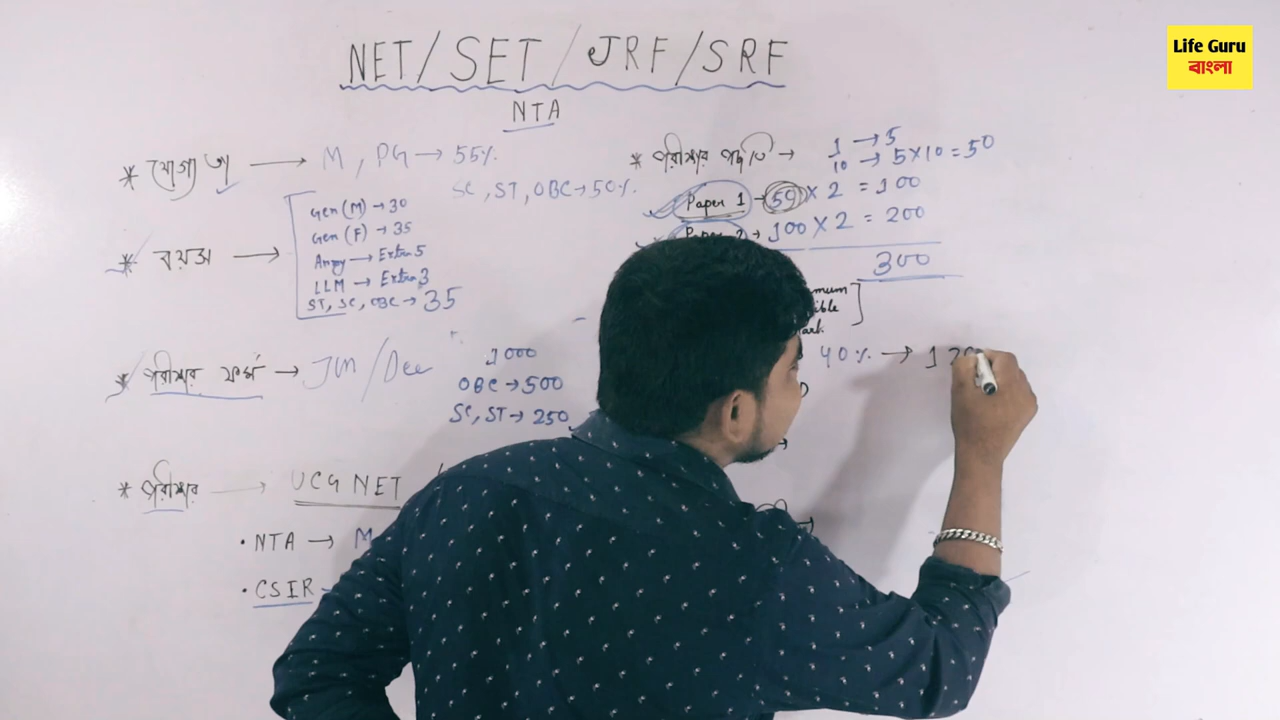 Life Guru
বাংলা
NET/SET/JRF/SRF
NTA
* যোগ্যতা → M, PG → 55%
SC, ST, OBC → 50%
* বয়স →
Gen (M) → 30
Gen (F) → 35
→ Extra 5
LLM → Extra 3
ST, SC, OBC → 35
* পরীক্ষার ফর্ম → Jun/Dec
1000
OBC → 500
SC, ST → 250
* পরীক্ষার → UCG NET
• NTA → M
• CSIR
* পরীক্ষার পদ্ধতি →
1 → 5
10 → 5×10=50
Paper 1 → 50 × 2 = 100
Paper 2 → 100 × 2 = 200
300
40% → 120